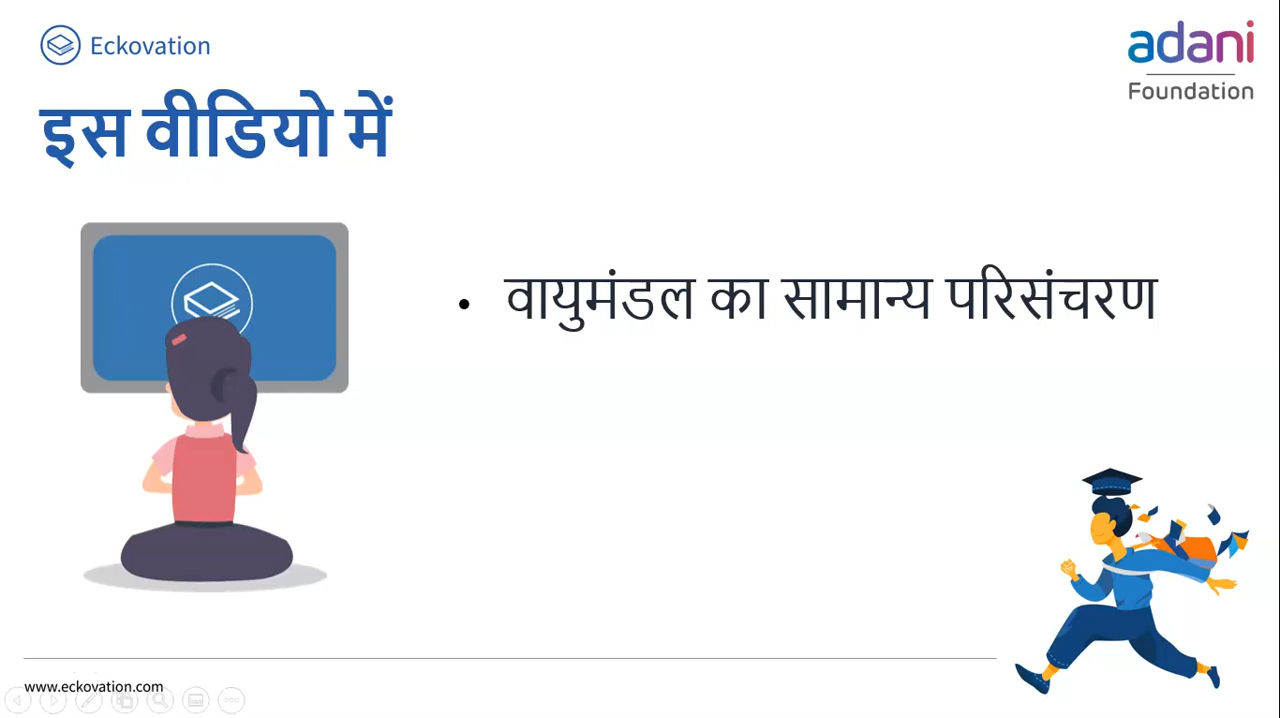 Eckovation
adani
Foundation
इस वीडियो में
• वायुमंडल का सामान्य परिसंचरण
www.eckovation.com